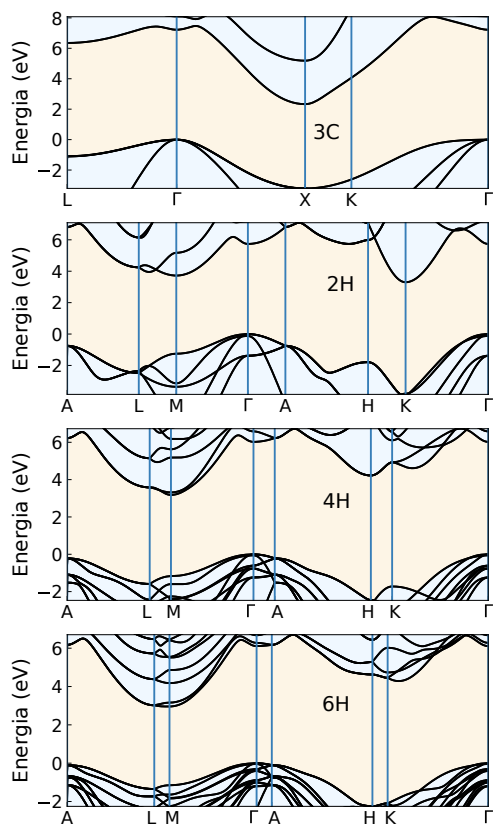 Energia (eV)
8
6
4
2
0
−2
3C
L Γ X K Γ
Energia (eV)
6
4
2
0
−2
2H
A L M Γ A H K Γ
Energia (eV)
6
4
2
0
−2
4H
A L M Γ A H K Γ
Energia (eV)
6
4
2
0
−2
6H
A L M Γ A H K Γ